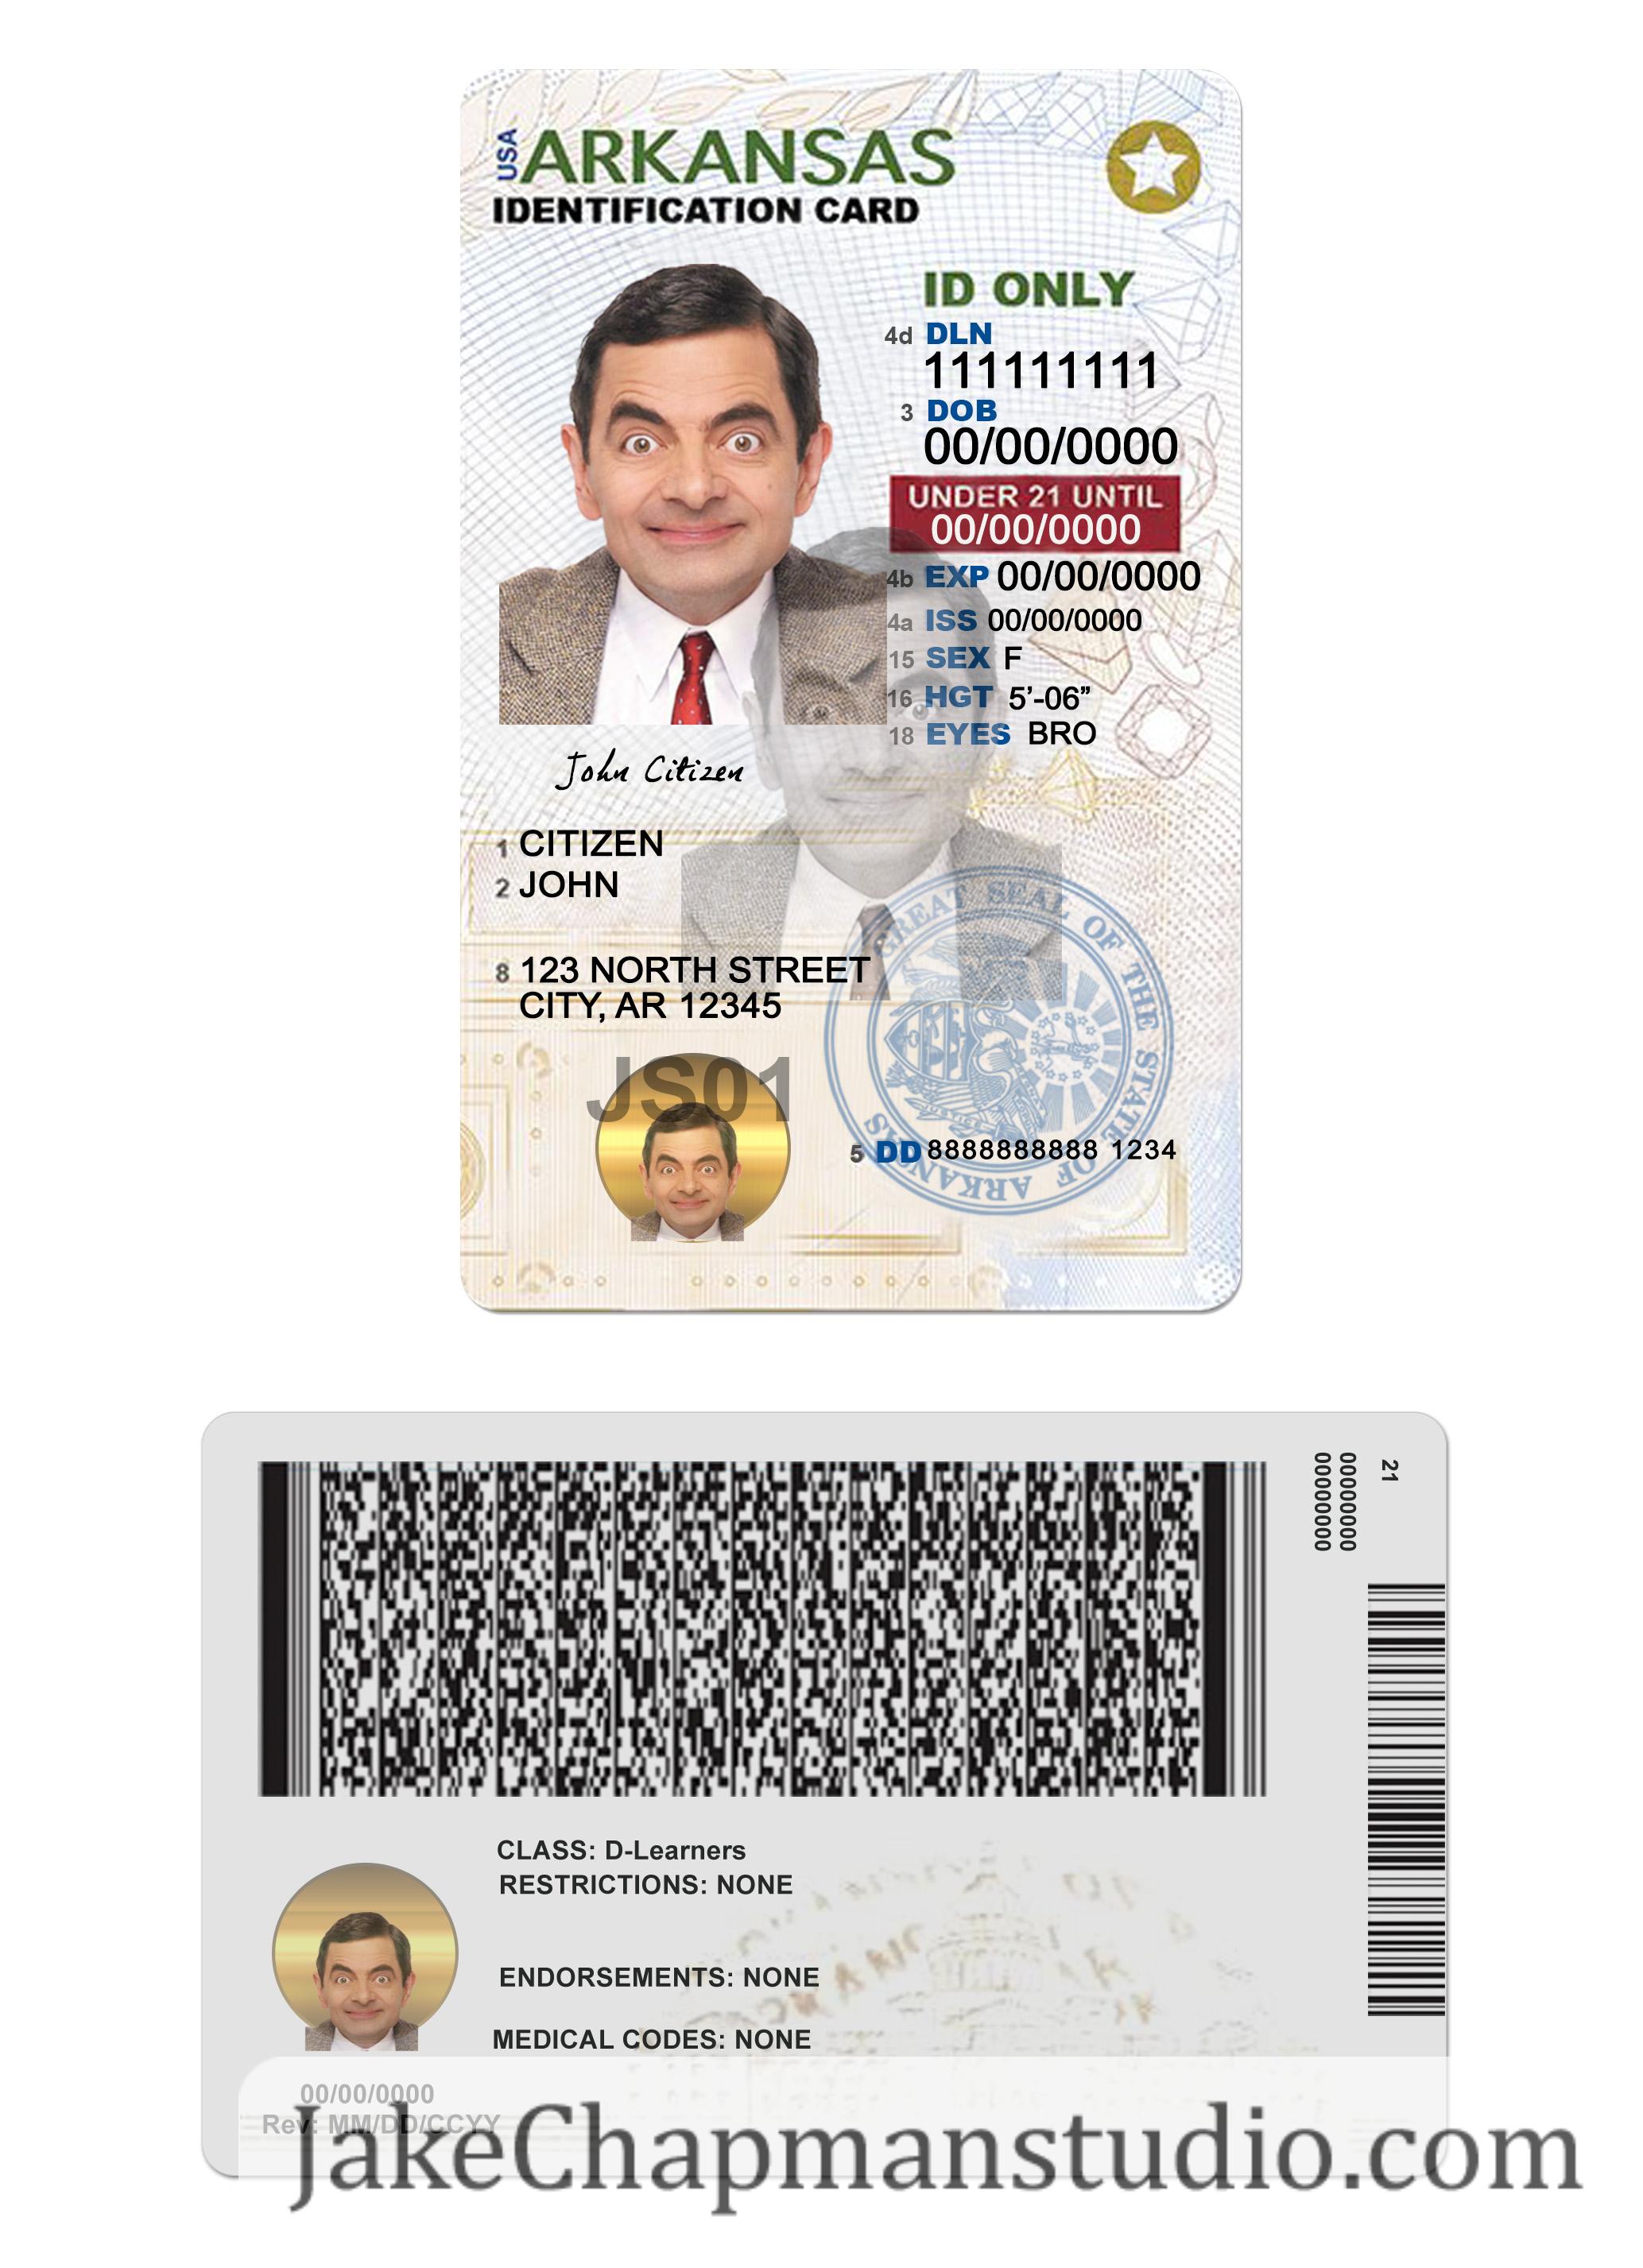 USA ARKANSAS
IDENTIFICATION CARD
ID ONLY
4d DLN
111111111
3 DOB
00/00/0000
UNDER 21 UNTIL
00/00/0000
4b EXP 00/00/0000
4a ISS 00/00/0000
15 SEX F
16 HGT 5’-06”
18 EYES BRO
John Citizen
1 CITIZEN
2 JOHN
8 123 NORTH STREET
CITY, AR 12345
GREAT SEAL OF THE STATE OF ARKANSAS
JS01
5 DD 8888888888 1234
21
00000000
00000000
CLASS: D-Learners
RESTRICTIONS: NONE
ENDORSEMENTS: NONE
MEDICAL CODES: NONE
00/00/0000
Rev: MM/DD/CCYY
JakeChapmanstudio.com